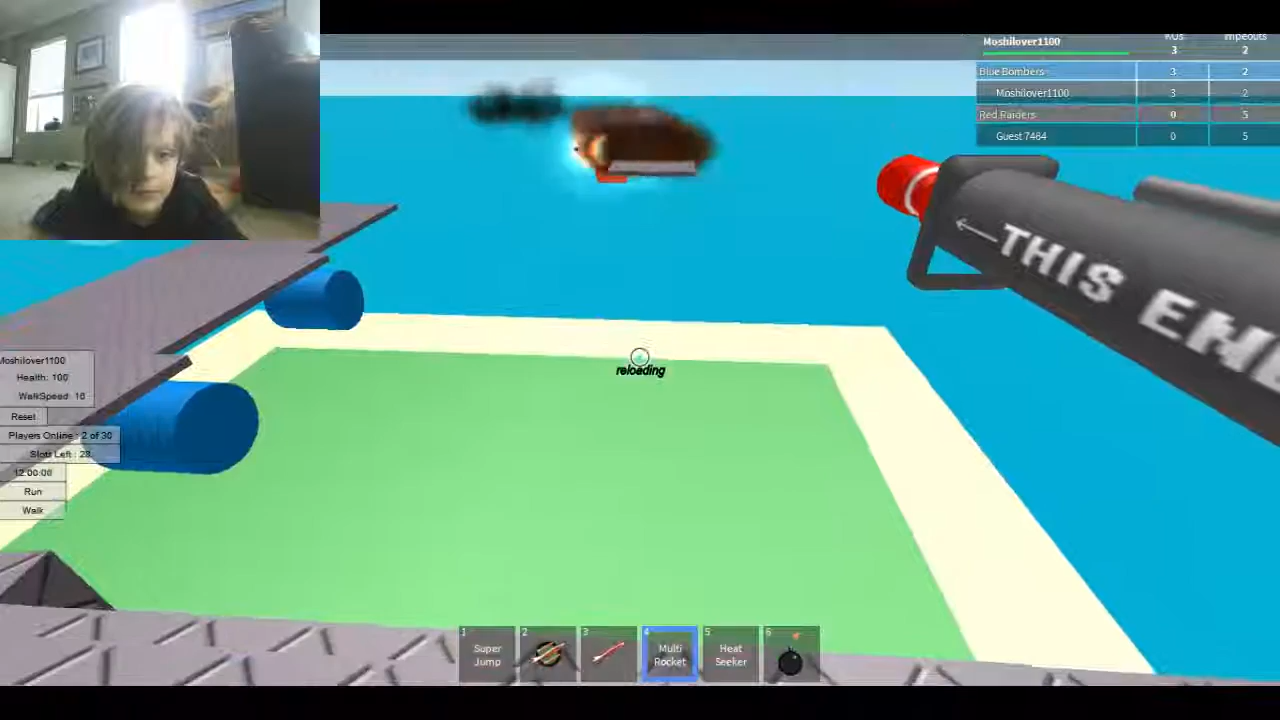 Moshilover1100 KOs Wipeouts
3 2
Blue Bombers 3 2
Moshilover1100 3 2
Red Raiders 0 5
Guest 7464 0 5
THIS EN
reloading
Moshilover1100
Health: 100
WalkSpeed: 16
Reset
Players Online : 2 of 30
Slots Left : 28
12:00:00
Run
Walk
1 2 3 4 5 6
Super Jump
Multi Rocket
Heat Seeker